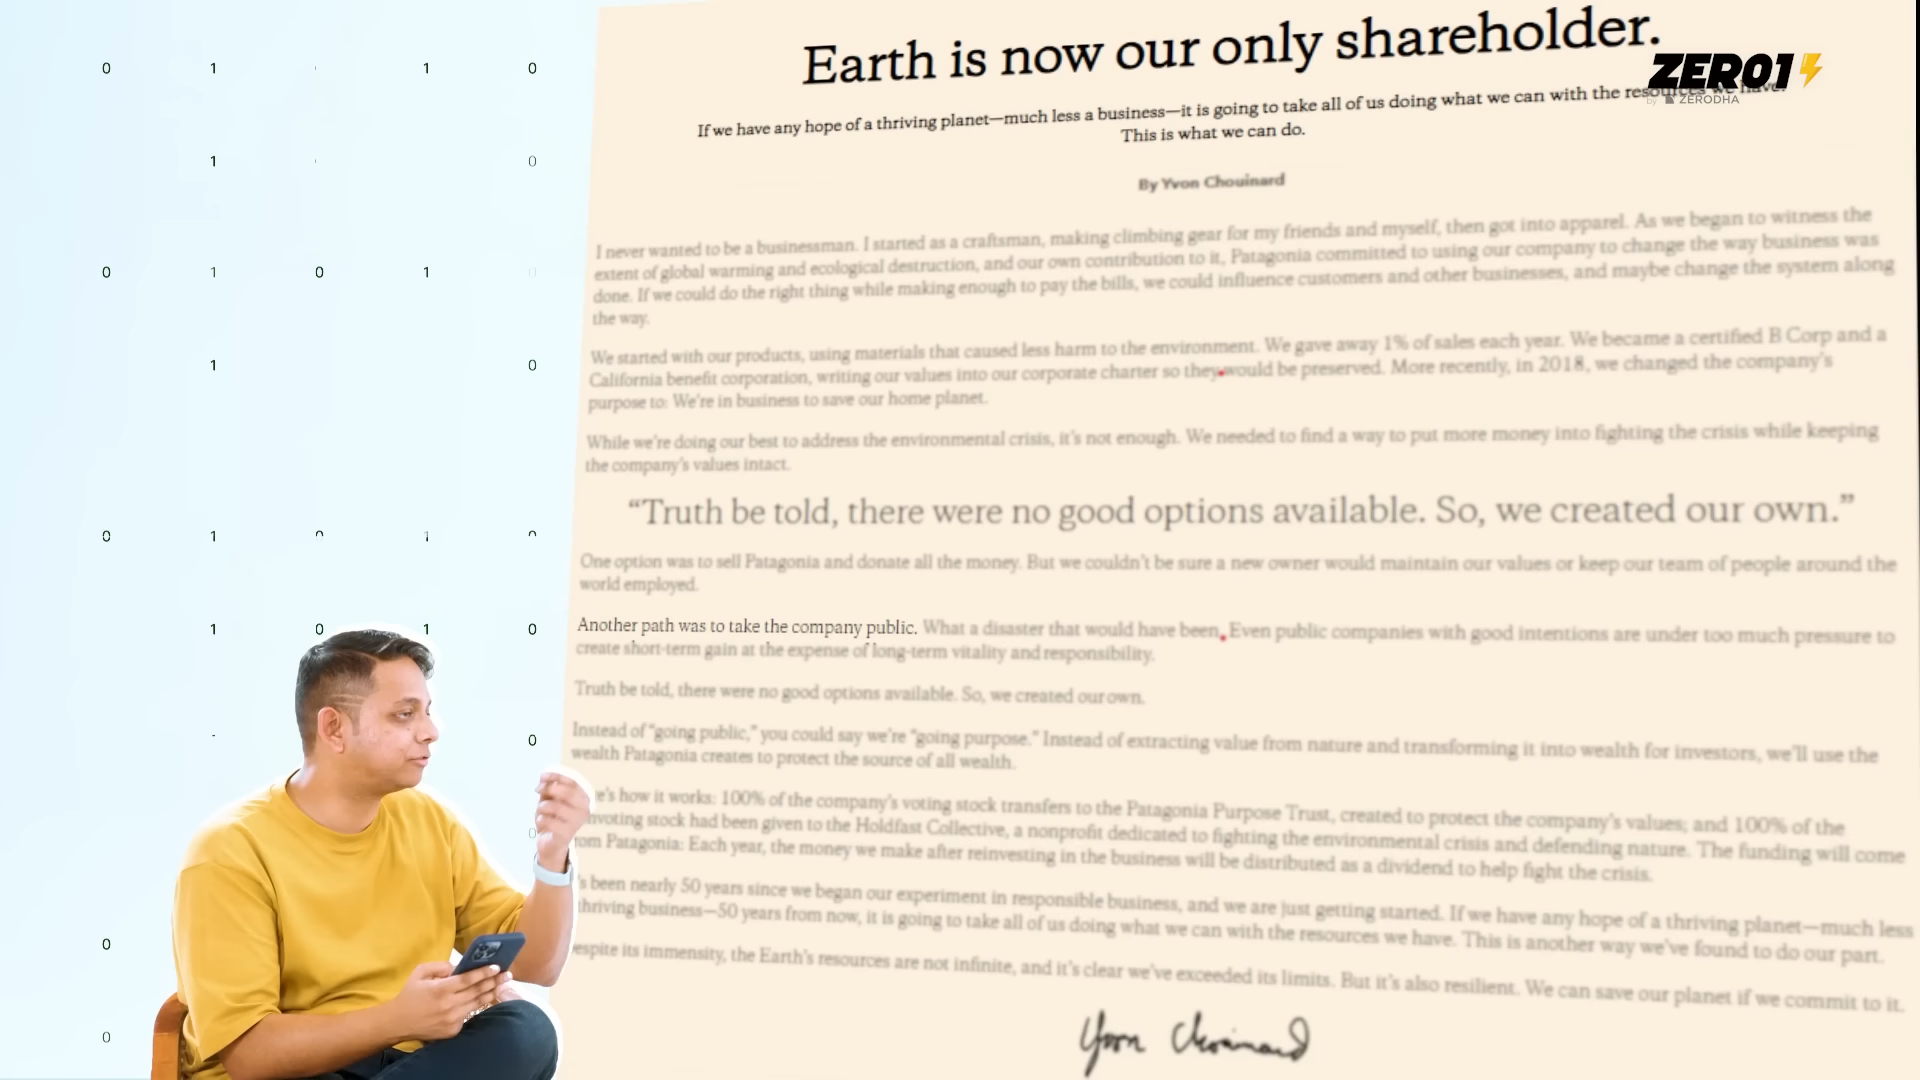 Earth is now our only shareholder.
ZERO1
by ZERODHA
If we have any hope of a thriving planet—much less a business—it is going to take all of us doing what we can with the resources we have.
This is what we can do.
By Yvon Chouinard
I never wanted to be a businessman. I started as a craftsman, making climbing gear for my friends and myself, then got into apparel. As we began to witness the
extent of global warming and ecological destruction, and our own contribution to it, Patagonia committed to using our company to change the way business was
done. If we could do the right thing while making enough to pay the bills, we could influence customers and other businesses, and maybe change the system along
the way.
We started with our products, using materials that caused less harm to the environment. We gave away 1% of sales each year. We became a certified B Corp and a
California benefit corporation, writing our values into our corporate charter so they would be preserved. More recently, in 2018, we changed the company's
purpose to: We're in business to save our home planet.
While we're doing our best to address the environmental crisis, it's not enough. We needed to find a way to put more money into fighting the crisis while keeping
the company's values intact.
“Truth be told, there were no good options available. So, we created our own.”
One option was to sell Patagonia and donate all the money. But we couldn't be sure a new owner would maintain our values or keep our team of people around the
world employed.
Another path was to take the company public. What a disaster that would have been. Even public companies with good intentions are under too much pressure to
create short-term gain at the expense of long-term vitality and responsibility.
Truth be told, there were no good options available. So, we created our own.
Instead of “going public,” you could say we're “going purpose.” Instead of extracting value from nature and transforming it into wealth for investors, we'll use the
wealth Patagonia creates to protect the source of all wealth.
e's how it works: 100% of the company's voting stock transfers to the Patagonia Purpose Trust, created to protect the company's values; and 100% of the
nvoting stock had been given to the Holdfast Collective, a nonprofit dedicated to fighting the environmental crisis and defending nature. The funding will come
om Patagonia: Each year, the money we make after reinvesting in the business will be distributed as a dividend to help fight the crisis.
's been nearly 50 years since we began our experiment in responsible business, and we are just getting started. If we have any hope of a thriving planet—much less
thriving business—50 years from now, it is going to take all of us doing what we can with the resources we have. This is another way we've found to do our part.
espite its immensity, the Earth's resources are not infinite, and it's clear we've exceeded its limits. But it's also resilient. We can save our planet if we commit to it.
Yvon Chouinard
0 1 1 0
1 0
0 1 0 1 0
1 0
0 1 0 1 0
1 0 1 0
0
0
0
0